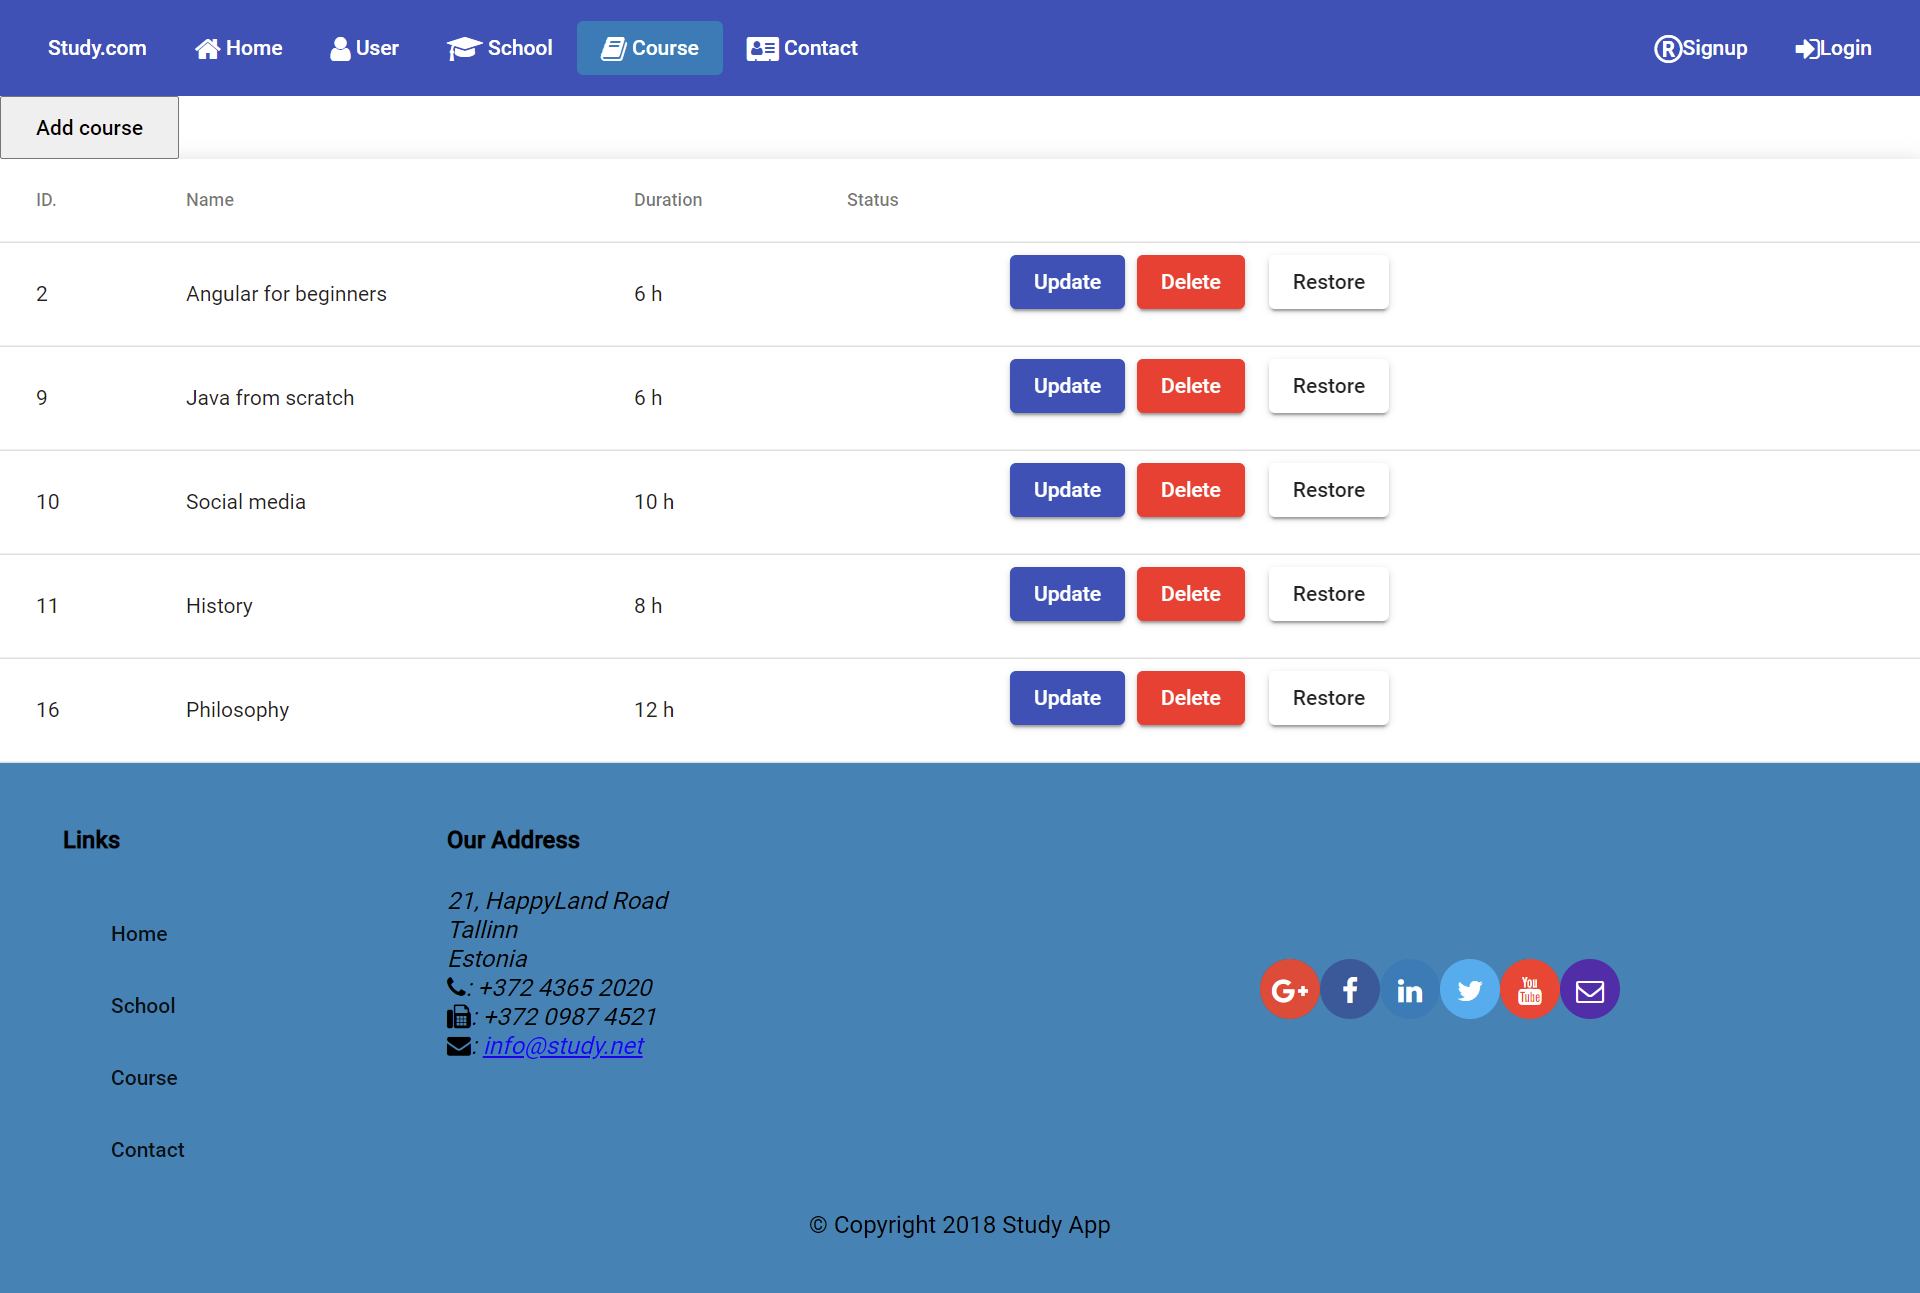 Study.com Home User School Course Contact ®Signup Login
Add course
ID. Name Duration Status
2 Angular for beginners 6 h Update Delete Restore
9 Java from scratch 6 h Update Delete Restore
10 Social media 10 h Update Delete Restore
11 History 8 h Update Delete Restore
16 Philosophy 12 h Update Delete Restore
Links
Home
School
Course
Contact
Our Address
21, HappyLand Road
Tallinn
Estonia
: +372 4365 2020
: +372 0987 4521
: info@study.net
G+ f in You Tube
© Copyright 2018 Study App